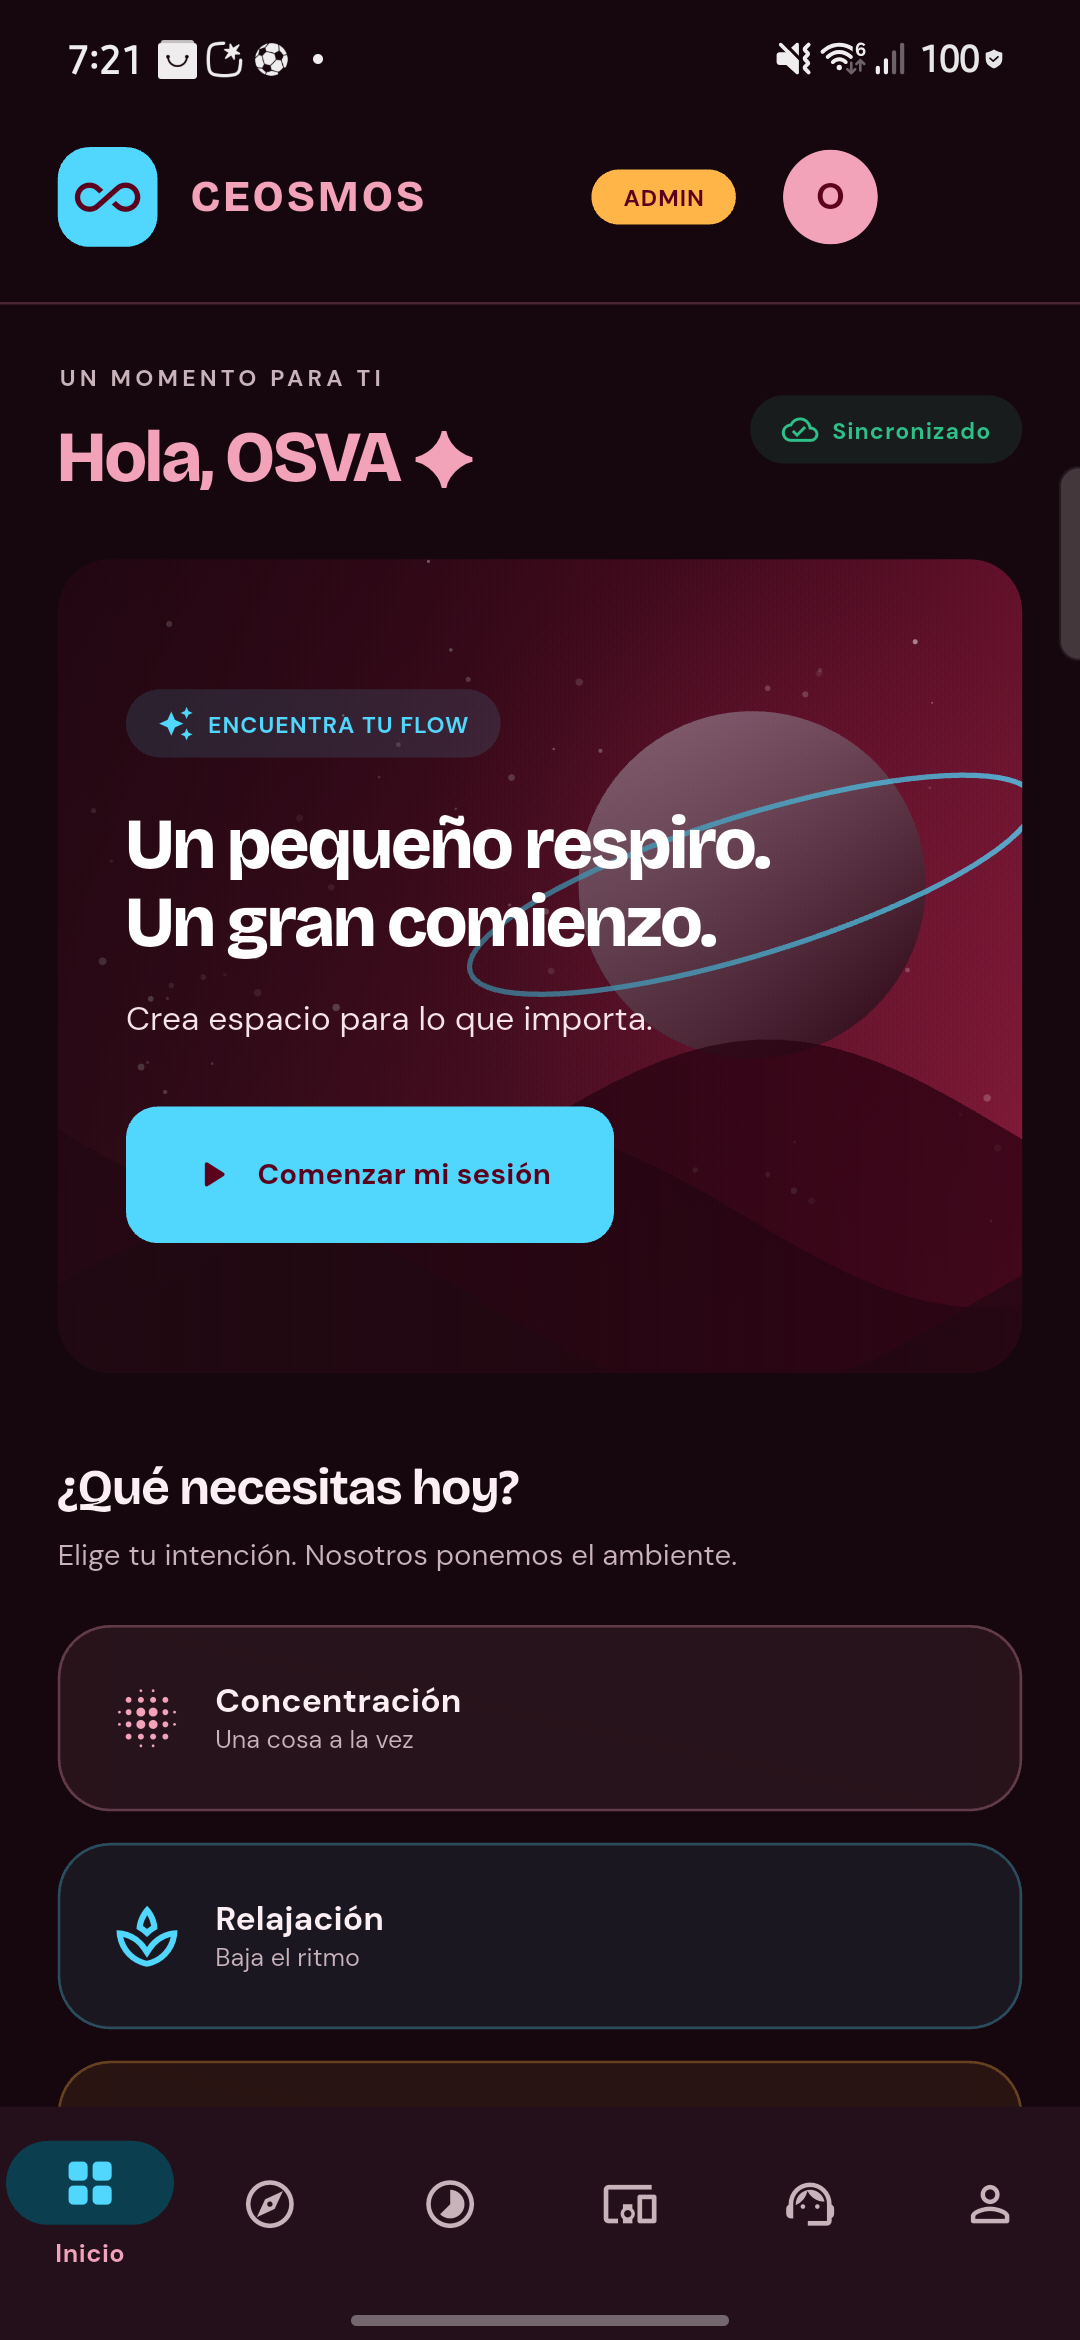 7:21
6
100
CEOSMOS
ADMIN
O
UN MOMENTO PARA TI
Hola, OSVA
Sincronizado
ENCUENTRA TU FLOW
Un pequeño respiro.
Un gran comienzo.
Crea espacio para lo que importa.
Comenzar mi sesión
¿Qué necesitas hoy?
Elige tu intención. Nosotros ponemos el ambiente.
Concentración
Una cosa a la vez
Relajación
Baja el ritmo
Inicio